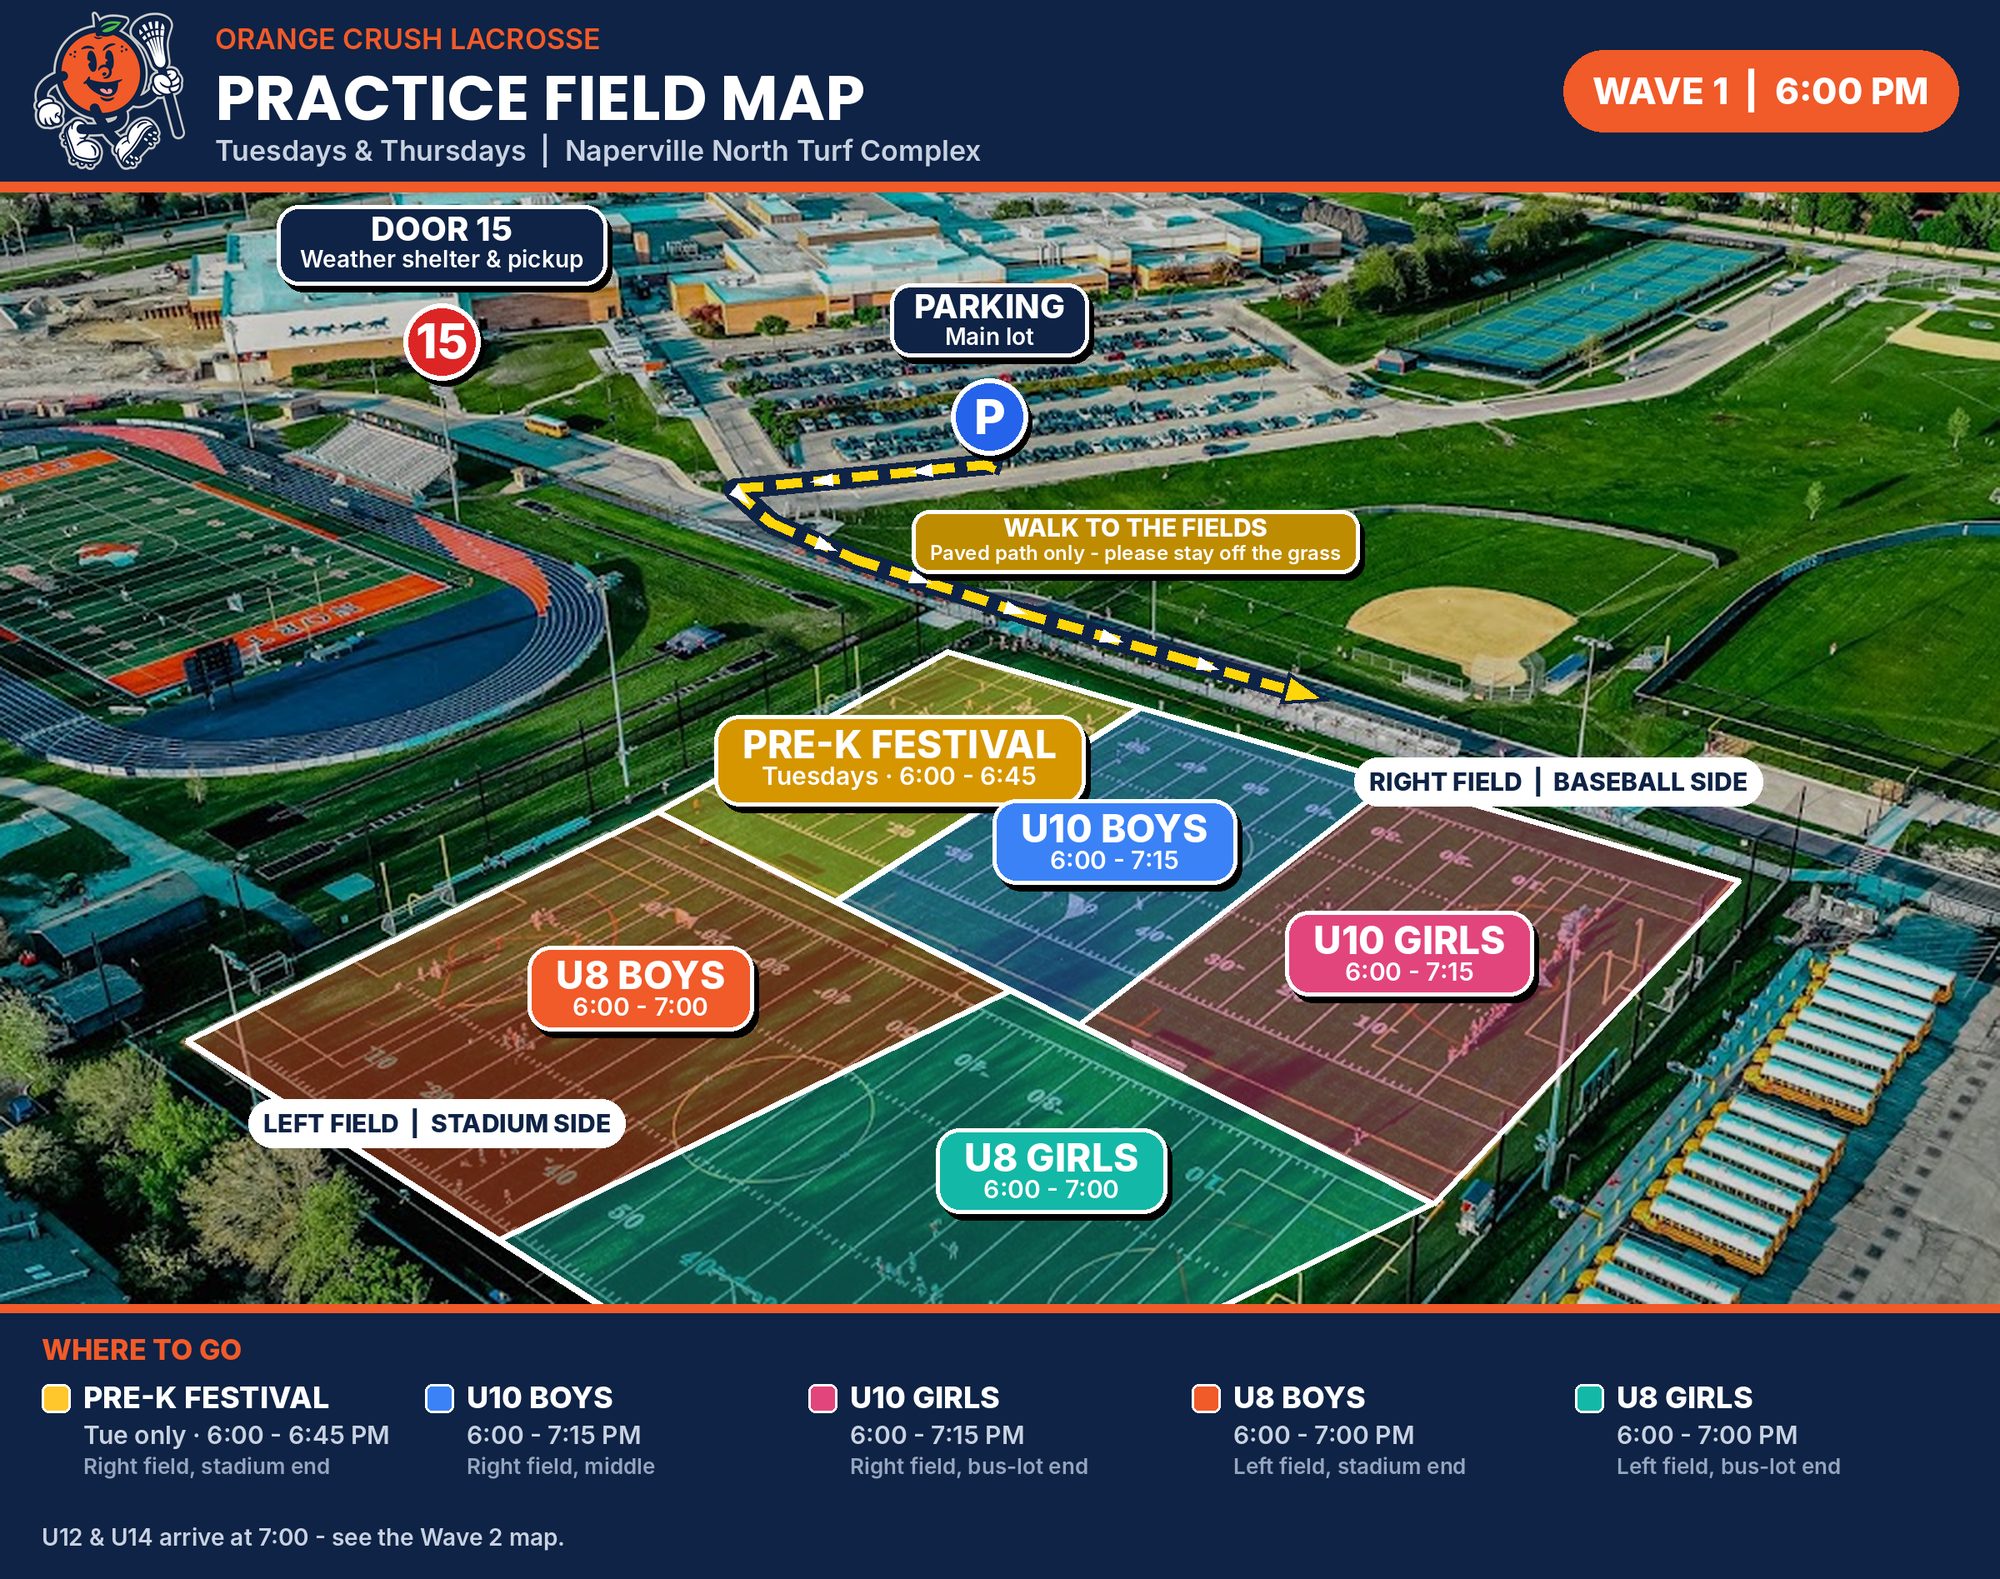 ORANGE CRUSH LACROSSE
PRACTICE FIELD MAP
Tuesdays & Thursdays | Naperville North Turf Complex
WAVE 1 | 6:00 PM
DOOR 15
Weather shelter & pickup
15
PARKING
Main lot
P
WALK TO THE FIELDS
Paved path only - please stay off the grass
PRE-K FESTIVAL
Tuesdays · 6:00 - 6:45
RIGHT FIELD | BASEBALL SIDE
U10 BOYS
6:00 - 7:15
U10 GIRLS
6:00 - 7:15
U8 BOYS
6:00 - 7:00
LEFT FIELD | STADIUM SIDE
U8 GIRLS
6:00 - 7:00
WHERE TO GO
PRE-K FESTIVAL
Tue only · 6:00 - 6:45 PM
Right field, stadium end
U10 BOYS
6:00 - 7:15 PM
Right field, middle
U10 GIRLS
6:00 - 7:15 PM
Right field, bus-lot end
U8 BOYS
6:00 - 7:00 PM
Left field, stadium end
U8 GIRLS
6:00 - 7:00 PM
Left field, bus-lot end
U12 & U14 arrive at 7:00 - see the Wave 2 map.